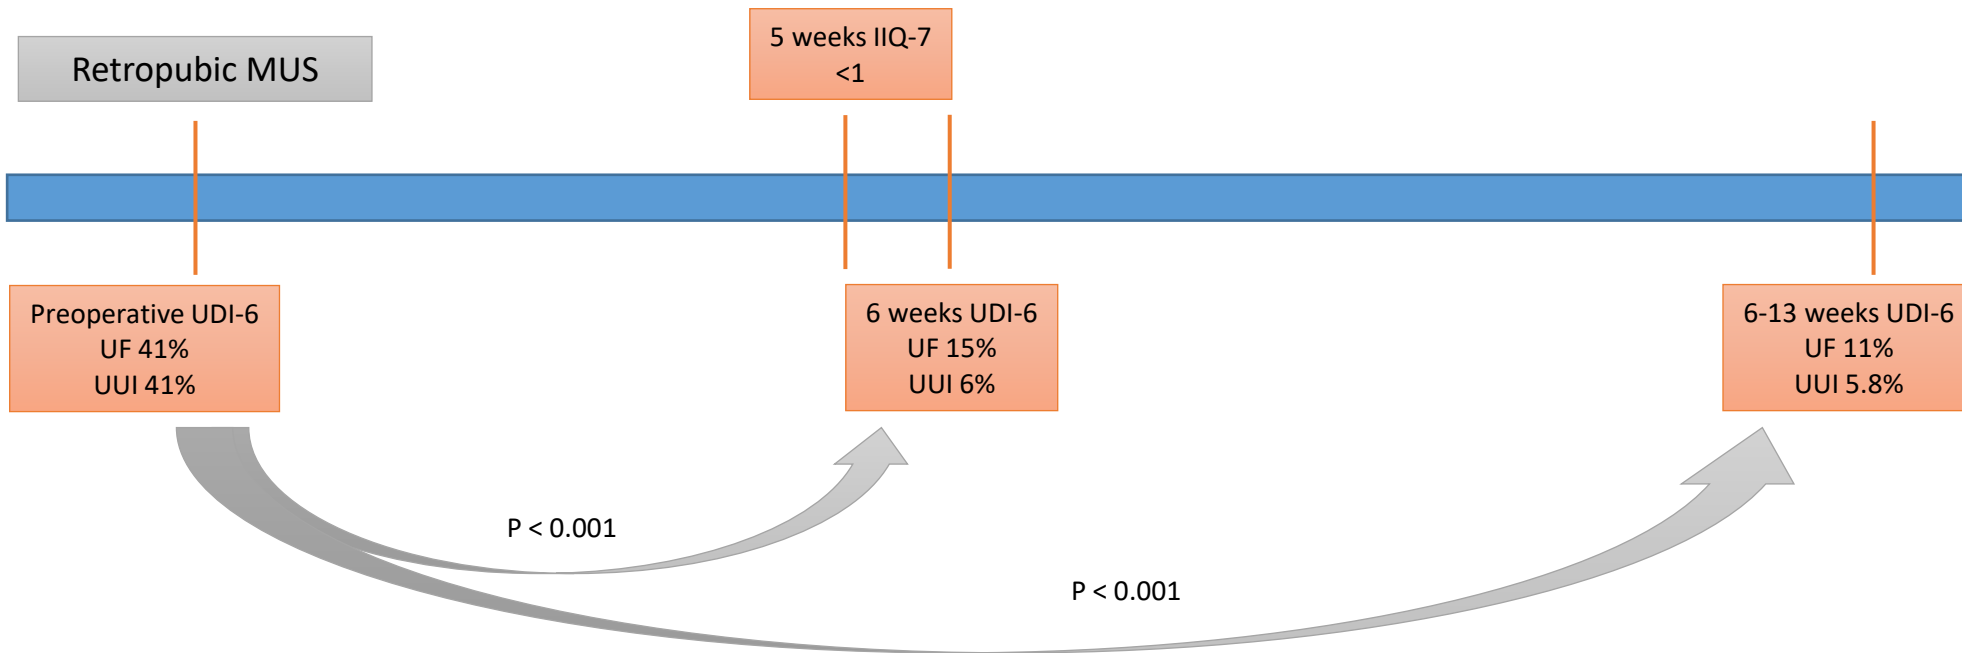 Retropubic MUS
5 weeks IIQ-7
<1
Preoperative UDI-6
UF 41%
UUI 41%
6 weeks UDI-6
UF 15%
UUI 6%
6-13 weeks UDI-6
UF 11%
UUI 5.8%
P < 0.001
P < 0.001